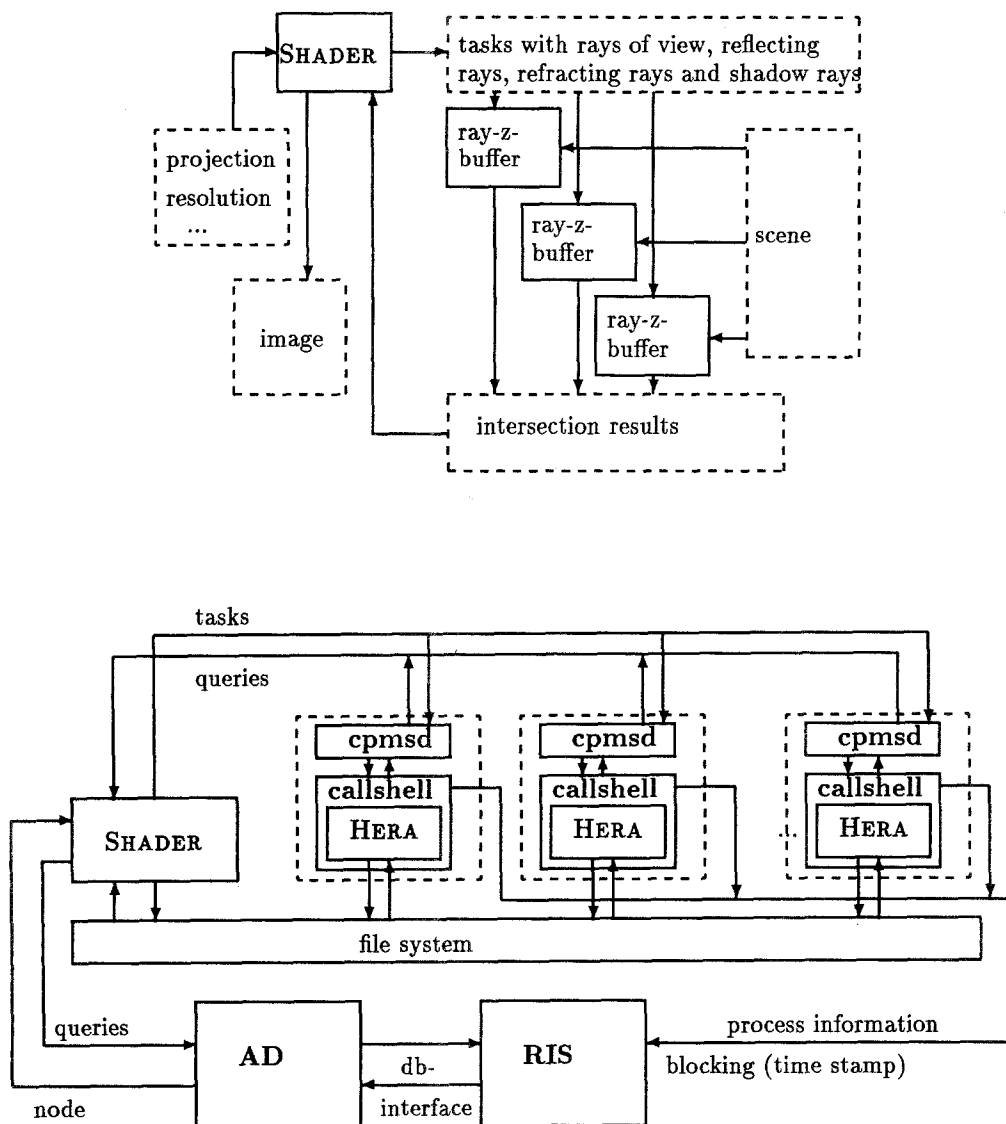 SHADER
tasks with rays of view, reflecting
rays, refracting rays and shadow rays
projection
resolution
...
ray-z-
buffer
ray-z-
buffer
scene
ray-z-
buffer
image
intersection results
tasks
queries
cpmsd
cpmsd
cpmsd
callshell
callshell
callshell
SHADER
HERA
HERA
...
HERA
file system
queries
process information
AD
RIS
db-
blocking (time stamp)
node
interface